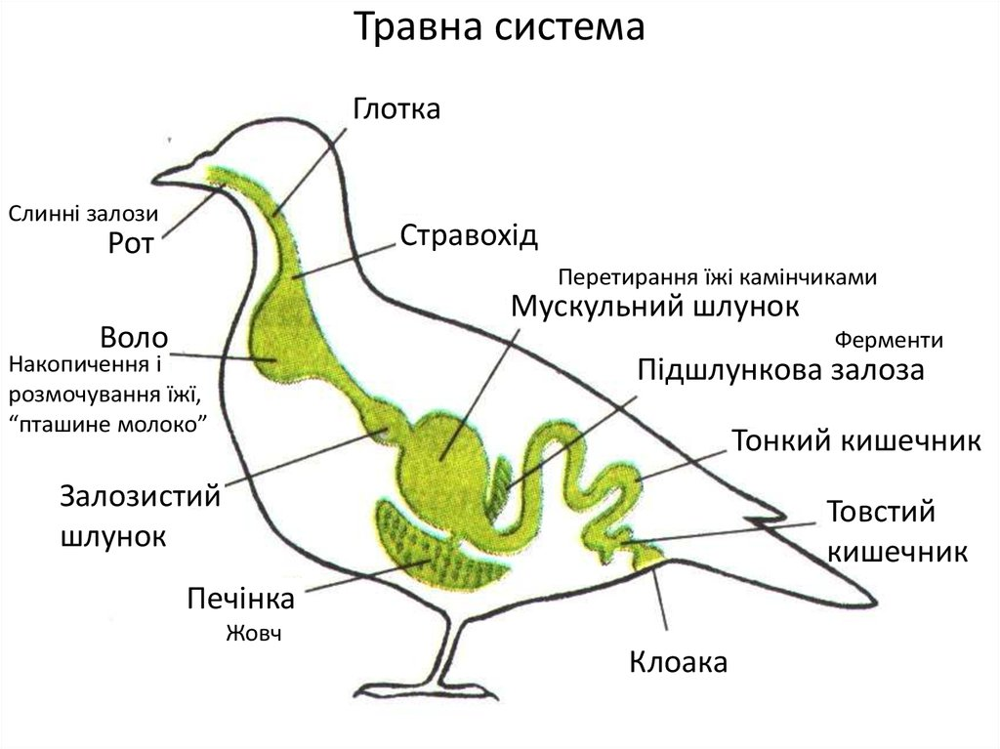 Травна система
Глотка
Слинні залози
Рот
Стравохід
Перетирання їжі камінчиками
Мускульний шлунок
Воло
Накопичення і
розмочування їжї,
“пташине молоко”
Ферменти
Підшлункова залоза
Тонкий кишечник
Залозистий
шлунок
Товстий
кишечник
Печінка
Жовч
Клоака